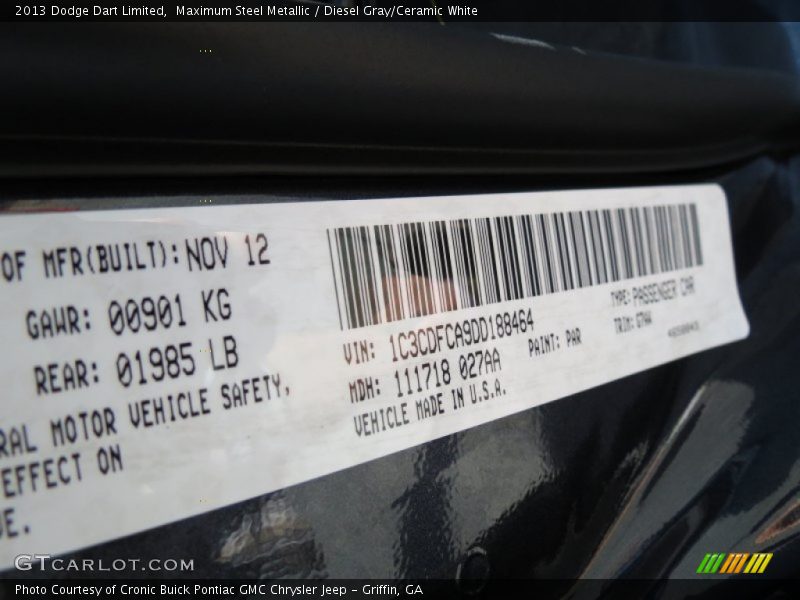 2013 Dodge Dart Limited, Maximum Steel Metallic / Diesel Gray/Ceramic White
OF MFR(BUILT): NOV 12
GAWR: 00901 KG
REAR: 01985 LB
RAL MOTOR VEHICLE SAFETY,
EFFECT ON
VE.
VIN: 1C3CDFCA9DD188464
MDH: 111718 027AA
VEHICLE MADE IN U.S.A.
PAINT: PAR
TYPE: PASSENGER CAR
TRIM:
GTCARLOT.COM
Photo Courtesy of Cronic Buick Pontiac GMC Chrysler Jeep - Griffin, GA